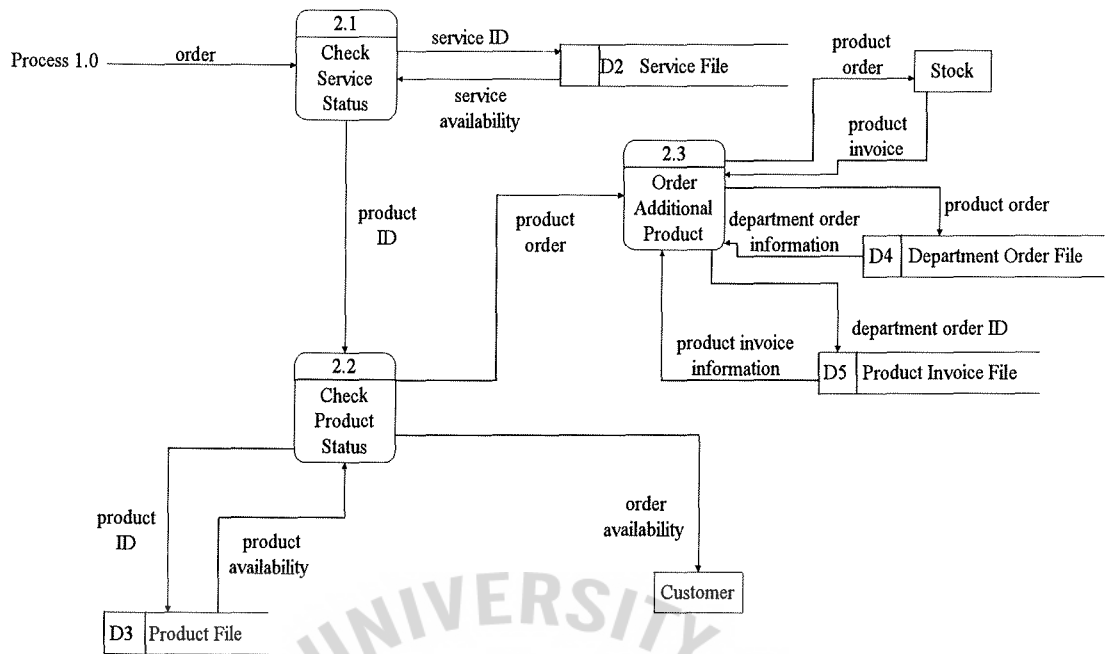 Process 1.0
order
2.1
Check
Service
Status
service ID
service
availability
D2 Service File
product
order
Stock
product
invoice
2.3
Order
Additional
Product
product order
department order
information
D4 Department Order File
product
ID
product
order
department order ID
product invoice
information
D5 Product Invoice File
2.2
Check
Product
Status
product
ID
product
availability
order
availability
Customer
D3 Product File
UNIVERSITY